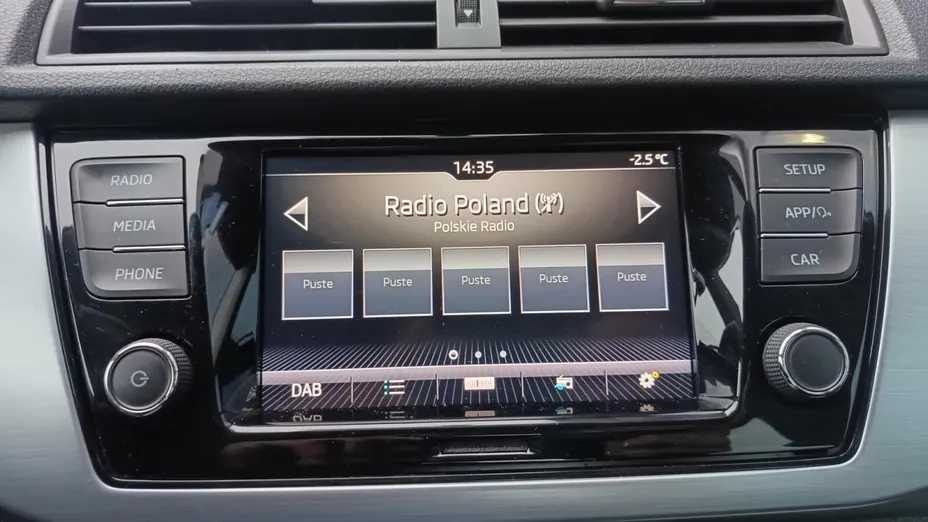 14:35
-2.5°C
RADIO
MEDIA
PHONE
Radio Poland
Polskie Radio
Puste
Puste
Puste
Puste
Puste
DAB
SETUP
APP/
CAR